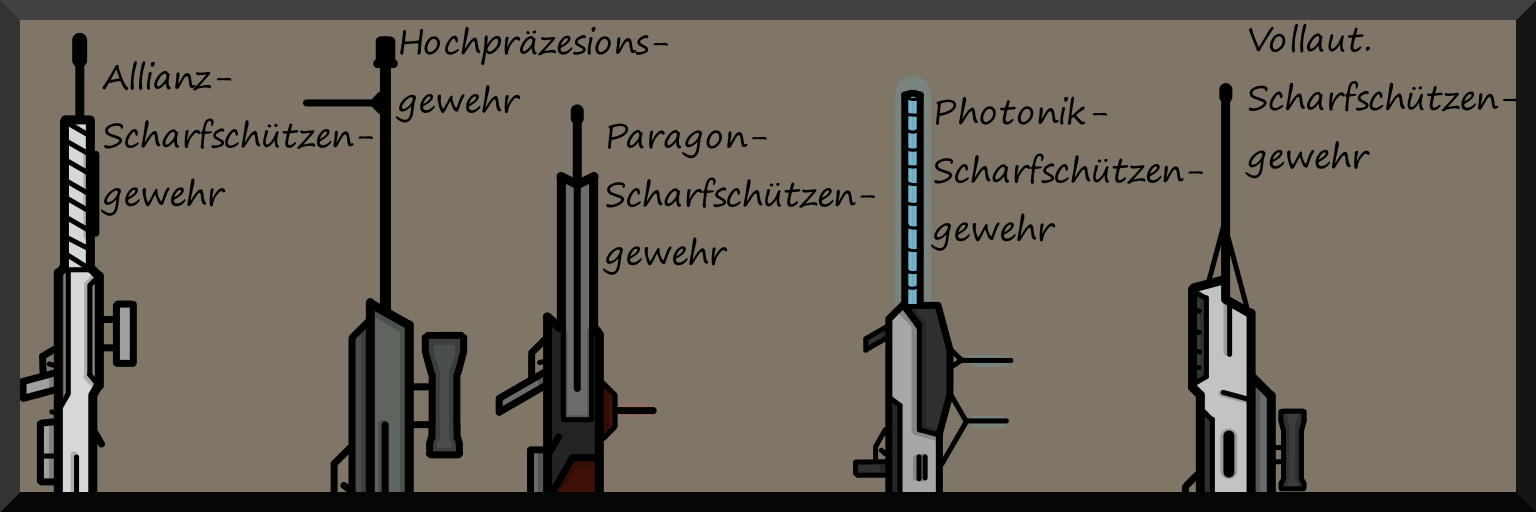 Allianz-
Scharfschützen-
gewehr
Hochpräzesions-
gewehr
Paragon-
Scharfschützen-
gewehr
Photonik-
Scharfschützen-
gewehr
Vollaut.
Scharfschützen-
gewehr